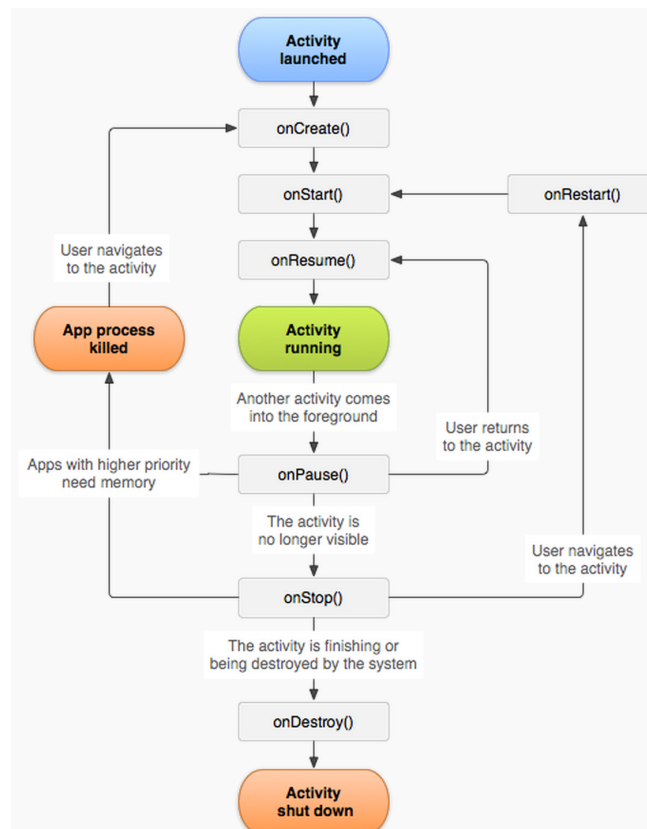 Activity
launched
onCreate()
onStart()
onRestart()
User navigates
to the activity
onResume()
App process
killed
Activity
running
Another activity comes
into the foreground
User returns
to the activity
Apps with higher priority
need memory
onPause()
The activity is
no longer visible
User navigates
to the activity
onStop()
The activity is finishing or
being destroyed by the system
onDestroy()
Activity
shut down